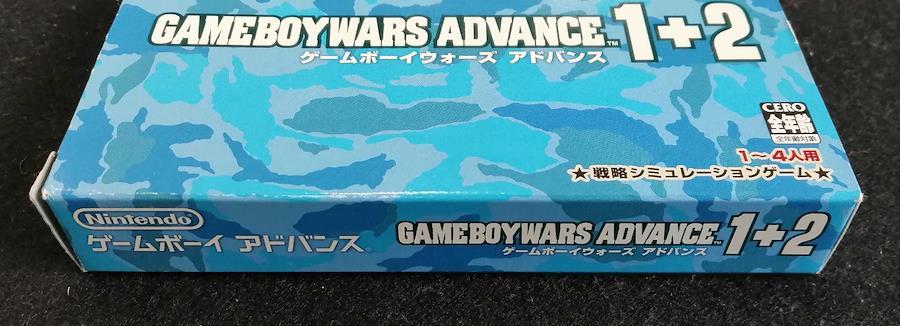 GAMEBOYWARS ADVANCE™ 1+2
ゲームボーイウォーズ アドバンス
CERO
全年齢
全年齢対象
1～4人用
★戦略シミュレーションゲーム★
Nintendo®
ゲームボーイ アドバンス®
GAMEBOYWARS ADVANCE™ 1+2
ゲームボーイウォーズ アドバンス